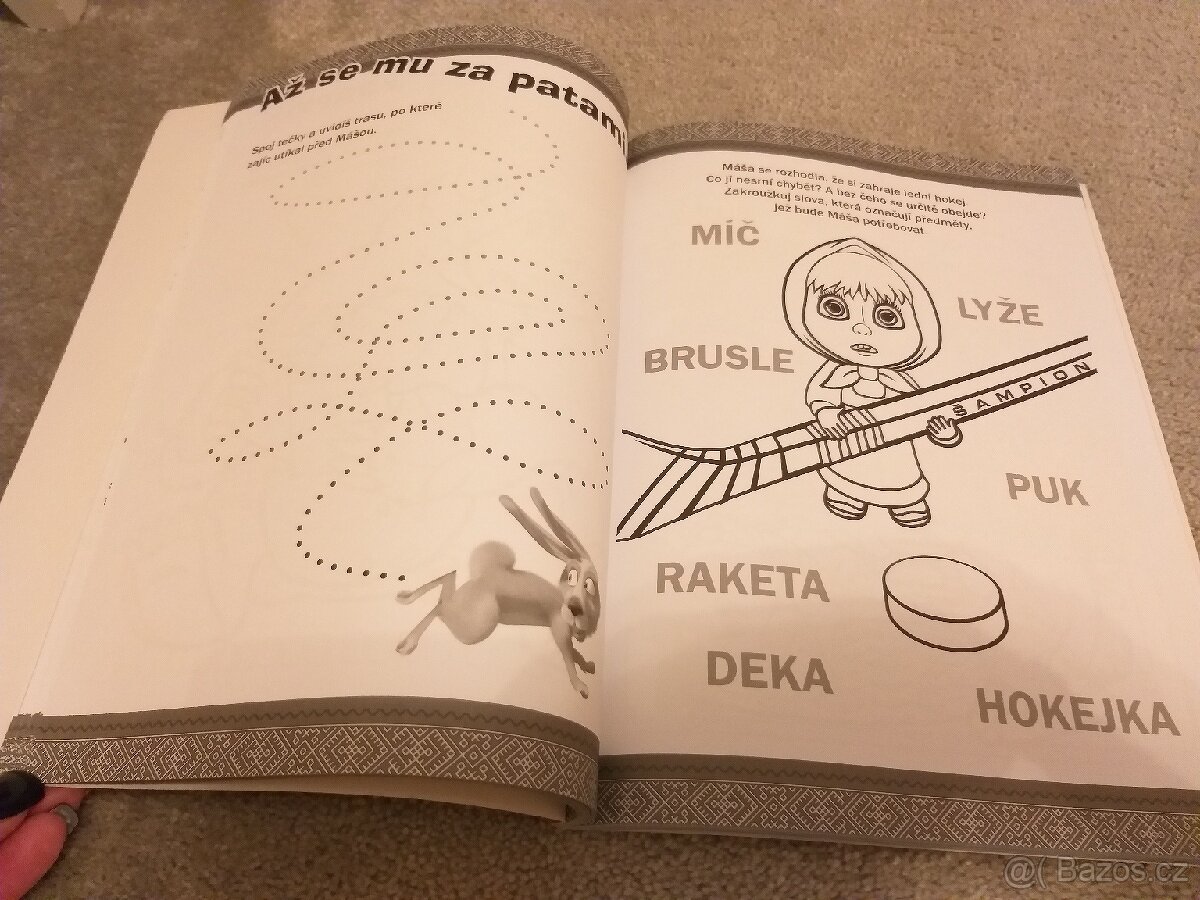 Až se mu za patami
Spoj tečky a uvidíš trasu, po které
zajíc utíkal před Mášou.
Máša se rozhodla, že si zahraje lední hokej.
Co jí nesmí chybět? A bez čeho se určitě obejde?
Zakroužkuj slova, která označují předměty,
jež bude Máša potřebovat.
MÍČ
LYŽE
BRUSLE
ŠAMPION
PUK
RAKETA
DEKA
HOKEJKA
@( Bazos.cz